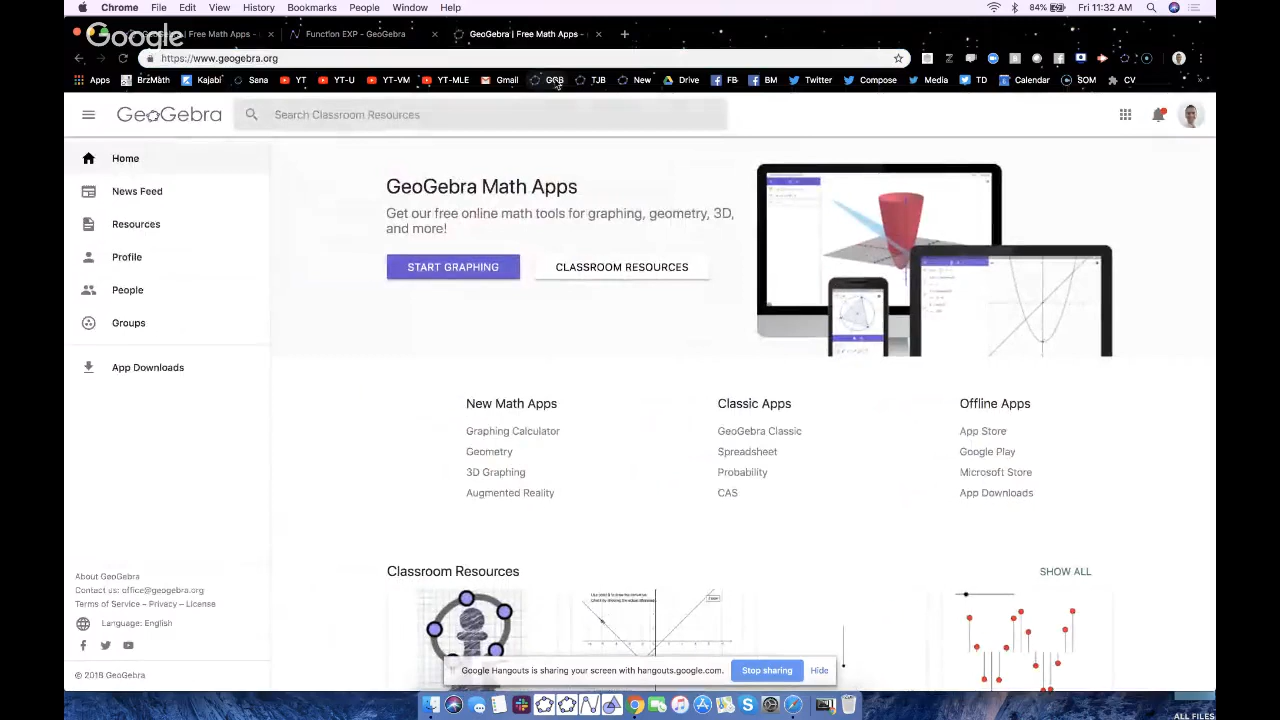 Chrome File Edit View History Bookmarks People Window Help 84% Fri 11:32 AM
Google
GeoGebra | Free Math Apps - Function EXP - GeoGebra GeoGebra | Free Math Apps -
https://www.geogebra.org
Apps BrzMath Kajabi Sena YT YT-U YT-VM YT-MLE Gmail GGB TJB New Drive FB BM Twitter Compose Media TD Calendar SOM CV
GeoGebra Search Classroom Resources
Home
News Feed
Resources
Profile
People
Groups
App Downloads
GeoGebra Math Apps
Get our free online math tools for graphing, geometry, 3D,
and more!
START GRAPHING CLASSROOM RESOURCES
New Math Apps Classic Apps Offline Apps
Graphing Calculator GeoGebra Classic App Store
Geometry Spreadsheet Google Play
3D Graphing Probability Microsoft Store
Augmented Reality CAS App Downloads
Classroom Resources SHOW ALL
About GeoGebra
Contact us: office@geogebra.org
Terms of Service – Privacy – License
Language: English
© 2018 GeoGebra
Google Hangouts is sharing your screen with hangouts.google.com. Stop sharing Hide
ALL FILES